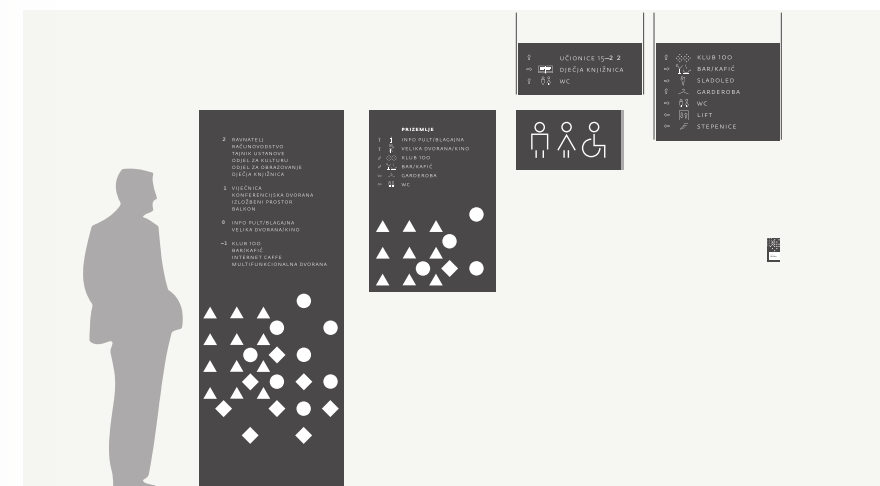 2 RAVNATELJ
RAČUNOVODSTVO
TAJNIK USTANOVE
ODJEL ZA KULTURU
ODJEL ZA OBRAZOVANJE
DJEČJA KNJIŽNICA
1 VIJEĆNICA
KONFERENCIJSKA DVORANA
IZLOŽBENI PROSTOR
BALKON
0 INFO PULT/BLAGAJNA
VELIKA DVORANA/KINO
–1 KLUB 100
BAR/KAFIĆ
INTERNET CAFFE
MULTIFUNKCIONALNA DVORANA
PRIZEMLJE
INFO PULT/BLAGAJNA
VELIKA DVORANA/KINO
KLUB 100
BAR/KAFIĆ
GARDEROBA
WC
UČIONICE 15–22
DJEČJA KNJIŽNICA
WC
KLUB 100
BAR/KAFIĆ
SLADOLED
GARDEROBA
WC
LIFT
STEPENICE